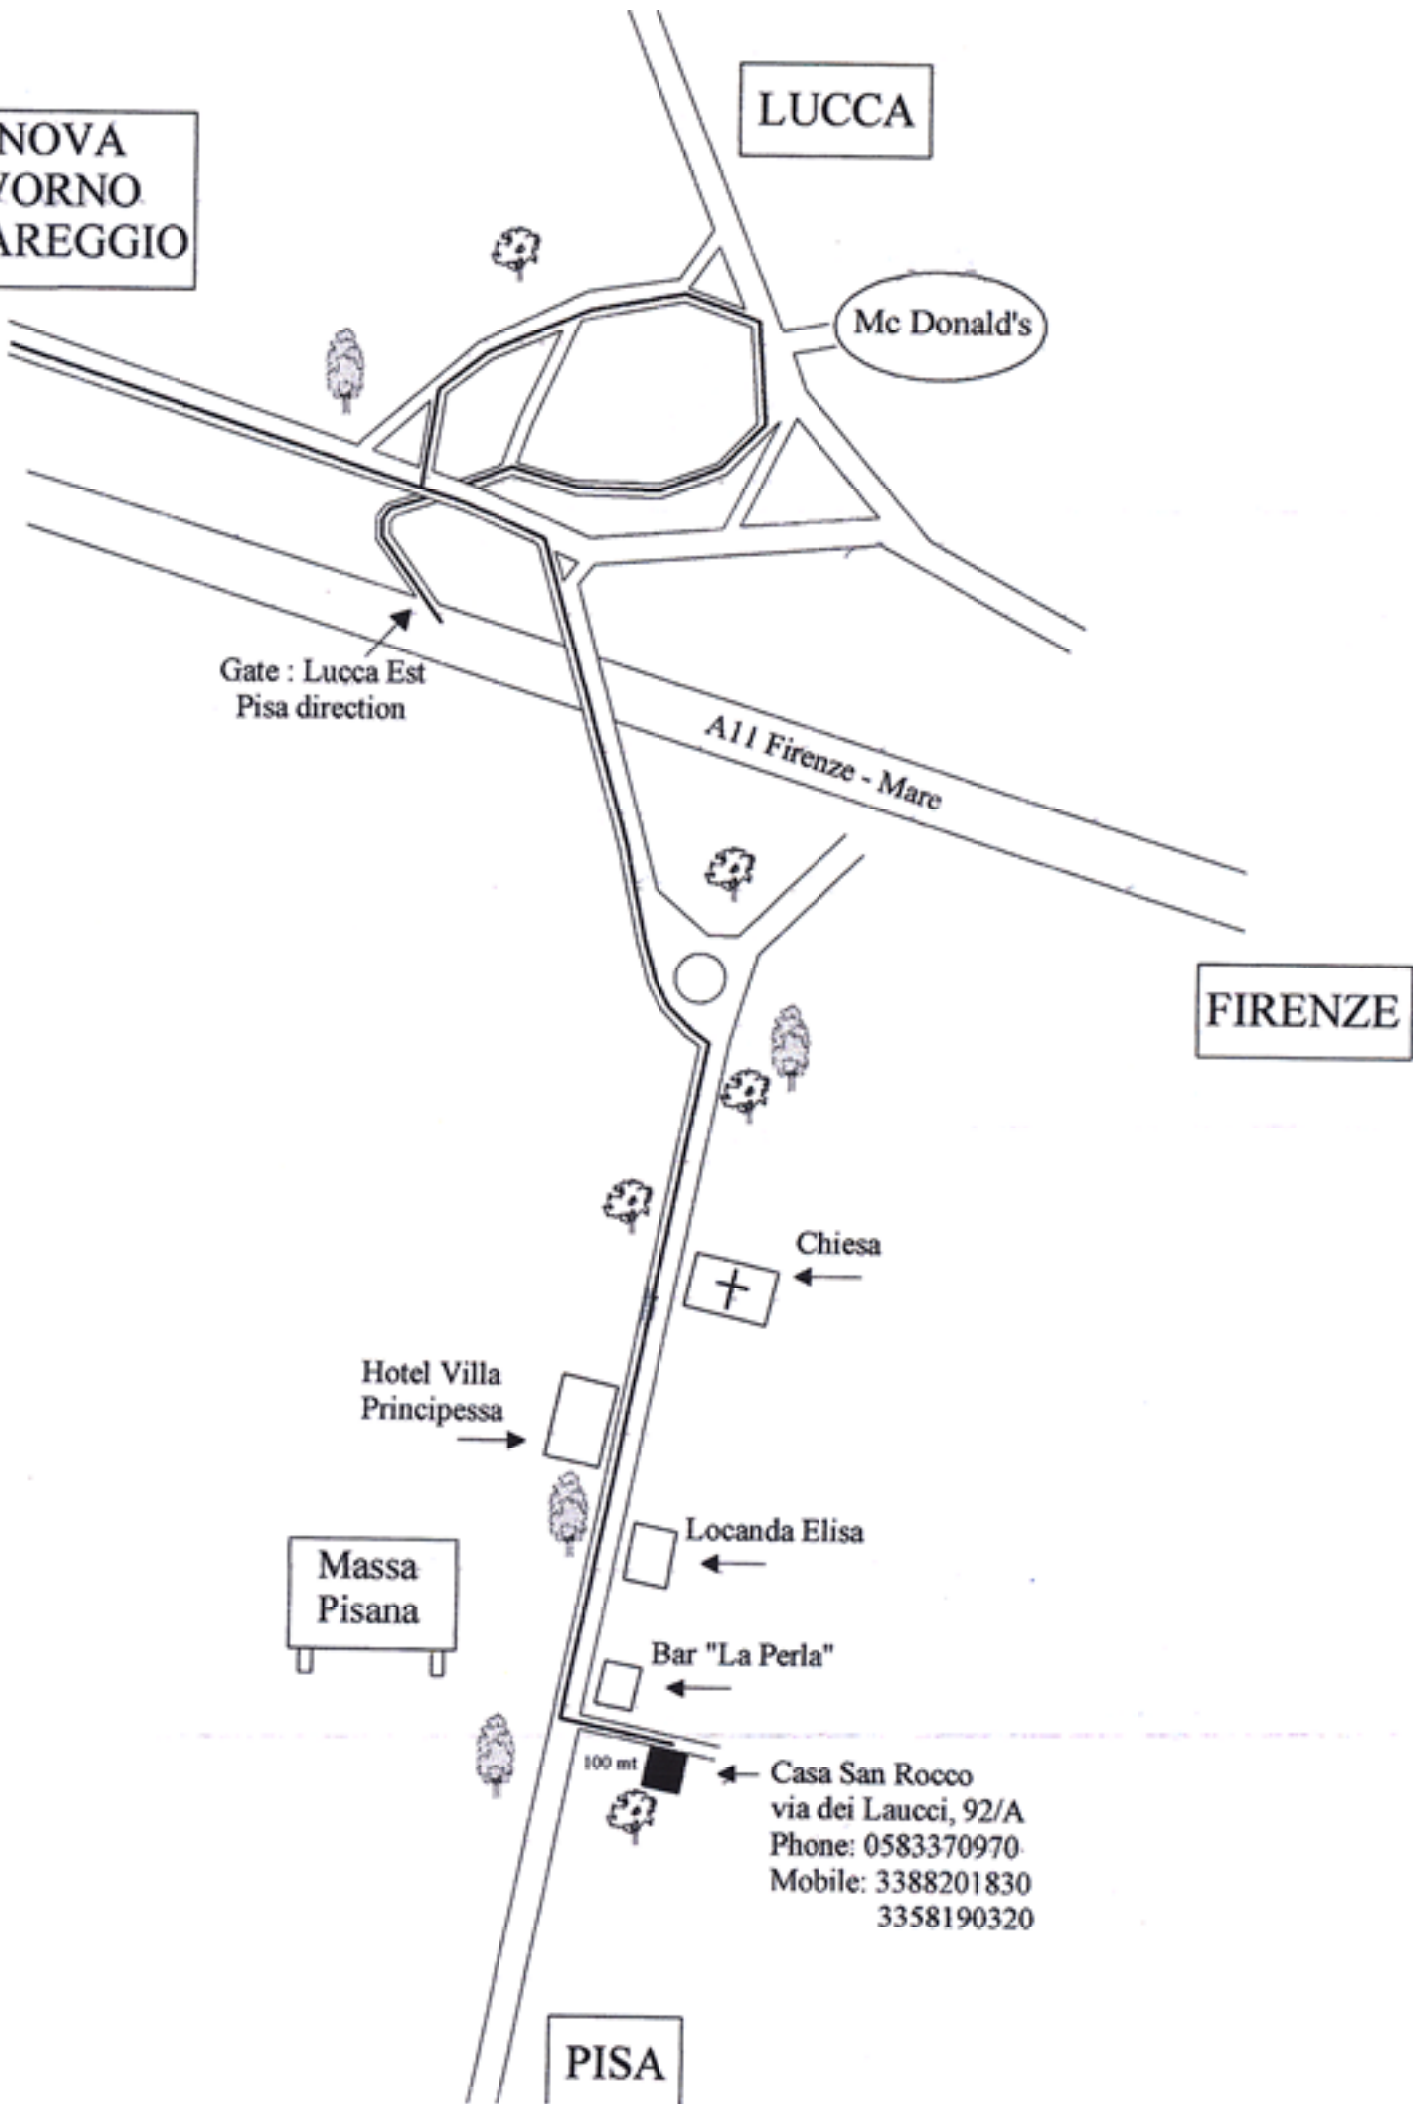 LUCCA
NOVA
VORNO
AREGGIO
Mc Donald's
Gate : Lucca Est
Pisa direction
A11 Firenze - Mare
FIRENZE
Chiesa
Hotel Villa
Principessa
Locanda Elisa
Massa
Pisana
Bar "La Perla"
100 mt
Casa San Rocco
via dei Laucci, 92/A
Phone: 0583370970
Mobile: 3388201830
3358190320
PISA